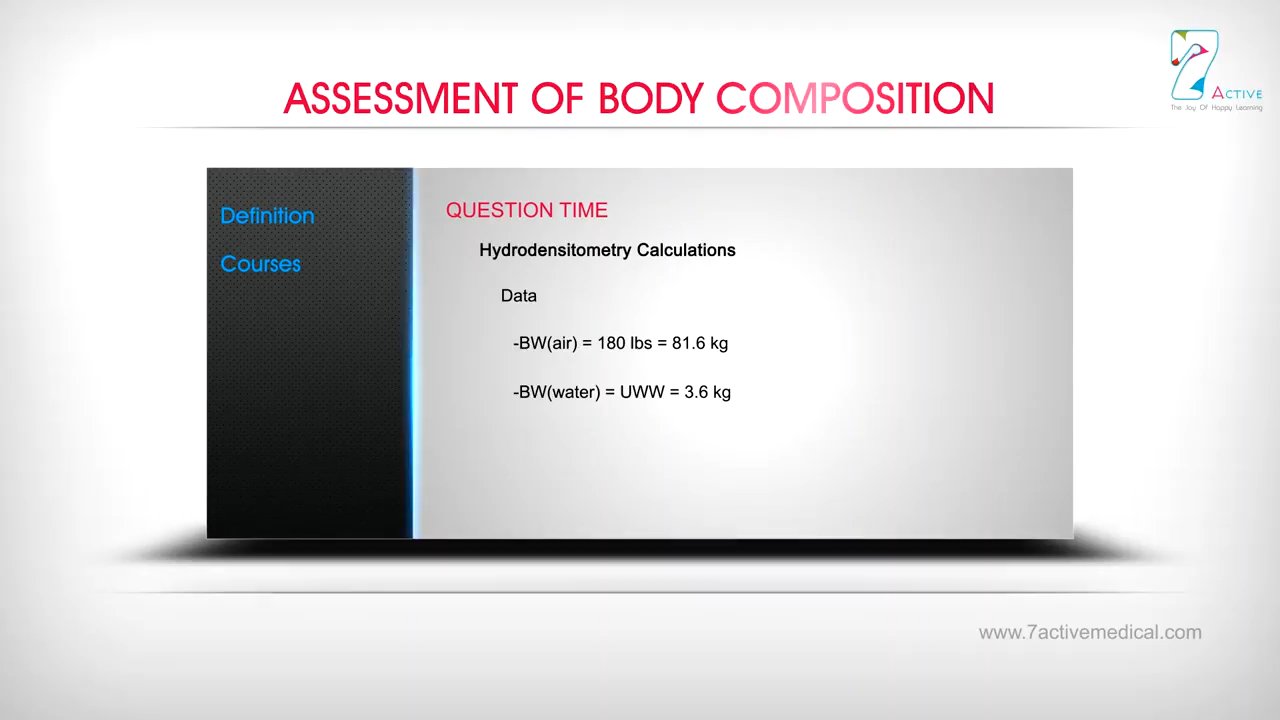 7 ACTIVE
The Joy Of Happy Learning
ASSESSMENT OF BODY COMPOSITION
Definition
Courses
QUESTION TIME
Hydrodensitometry Calculations
Data
-BW(air) = 180 lbs = 81.6 kg
-BW(water) = UWW = 3.6 kg
www.7activemedical.com